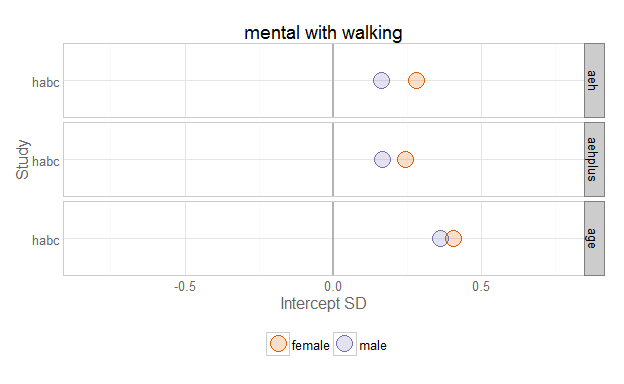 mental with walking
habc
aeh
habc
aehplus
habc
age
Study
-0.5 0.0 0.5
Intercept SD
female male